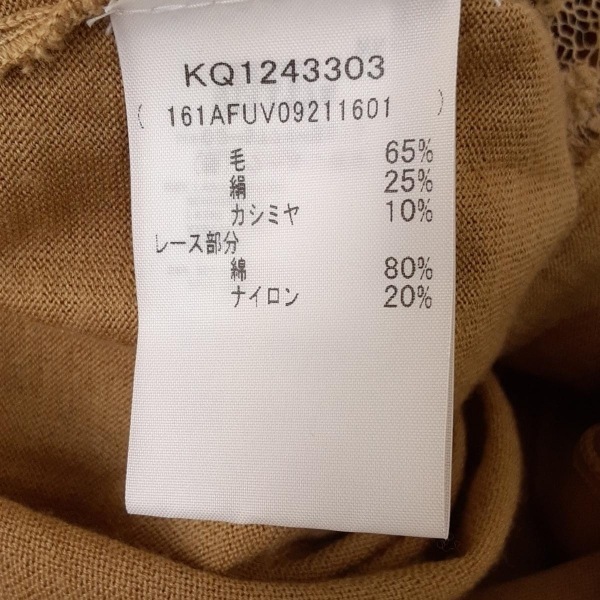 KQ1243303
(161AFUV09211601)
毛 65%
絹 25%
カシミヤ 10%
レース部分
綿 80%
ナイロン 20%